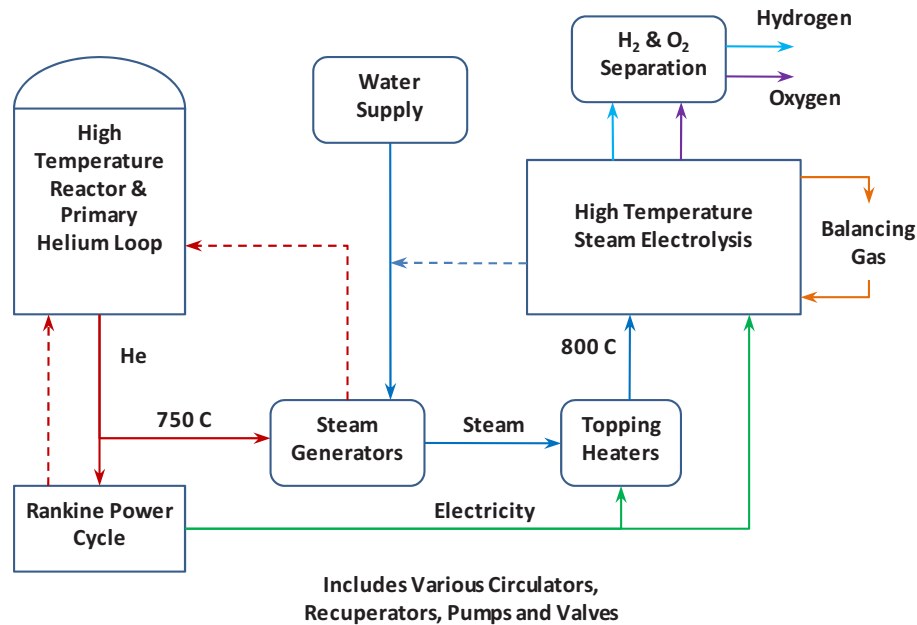 High
Temperature
Reactor &
Primary
Helium Loop
Water
Supply
H₂ & O₂
Separation
Hydrogen
Oxygen
High Temperature
Steam Electrolysis
Balancing
Gas
He
750 C
800 C
Steam
Generators
Steam
Topping
Heaters
Rankine Power
Cycle
Electricity
Includes Various Circulators,
Recuperators, Pumps and Valves